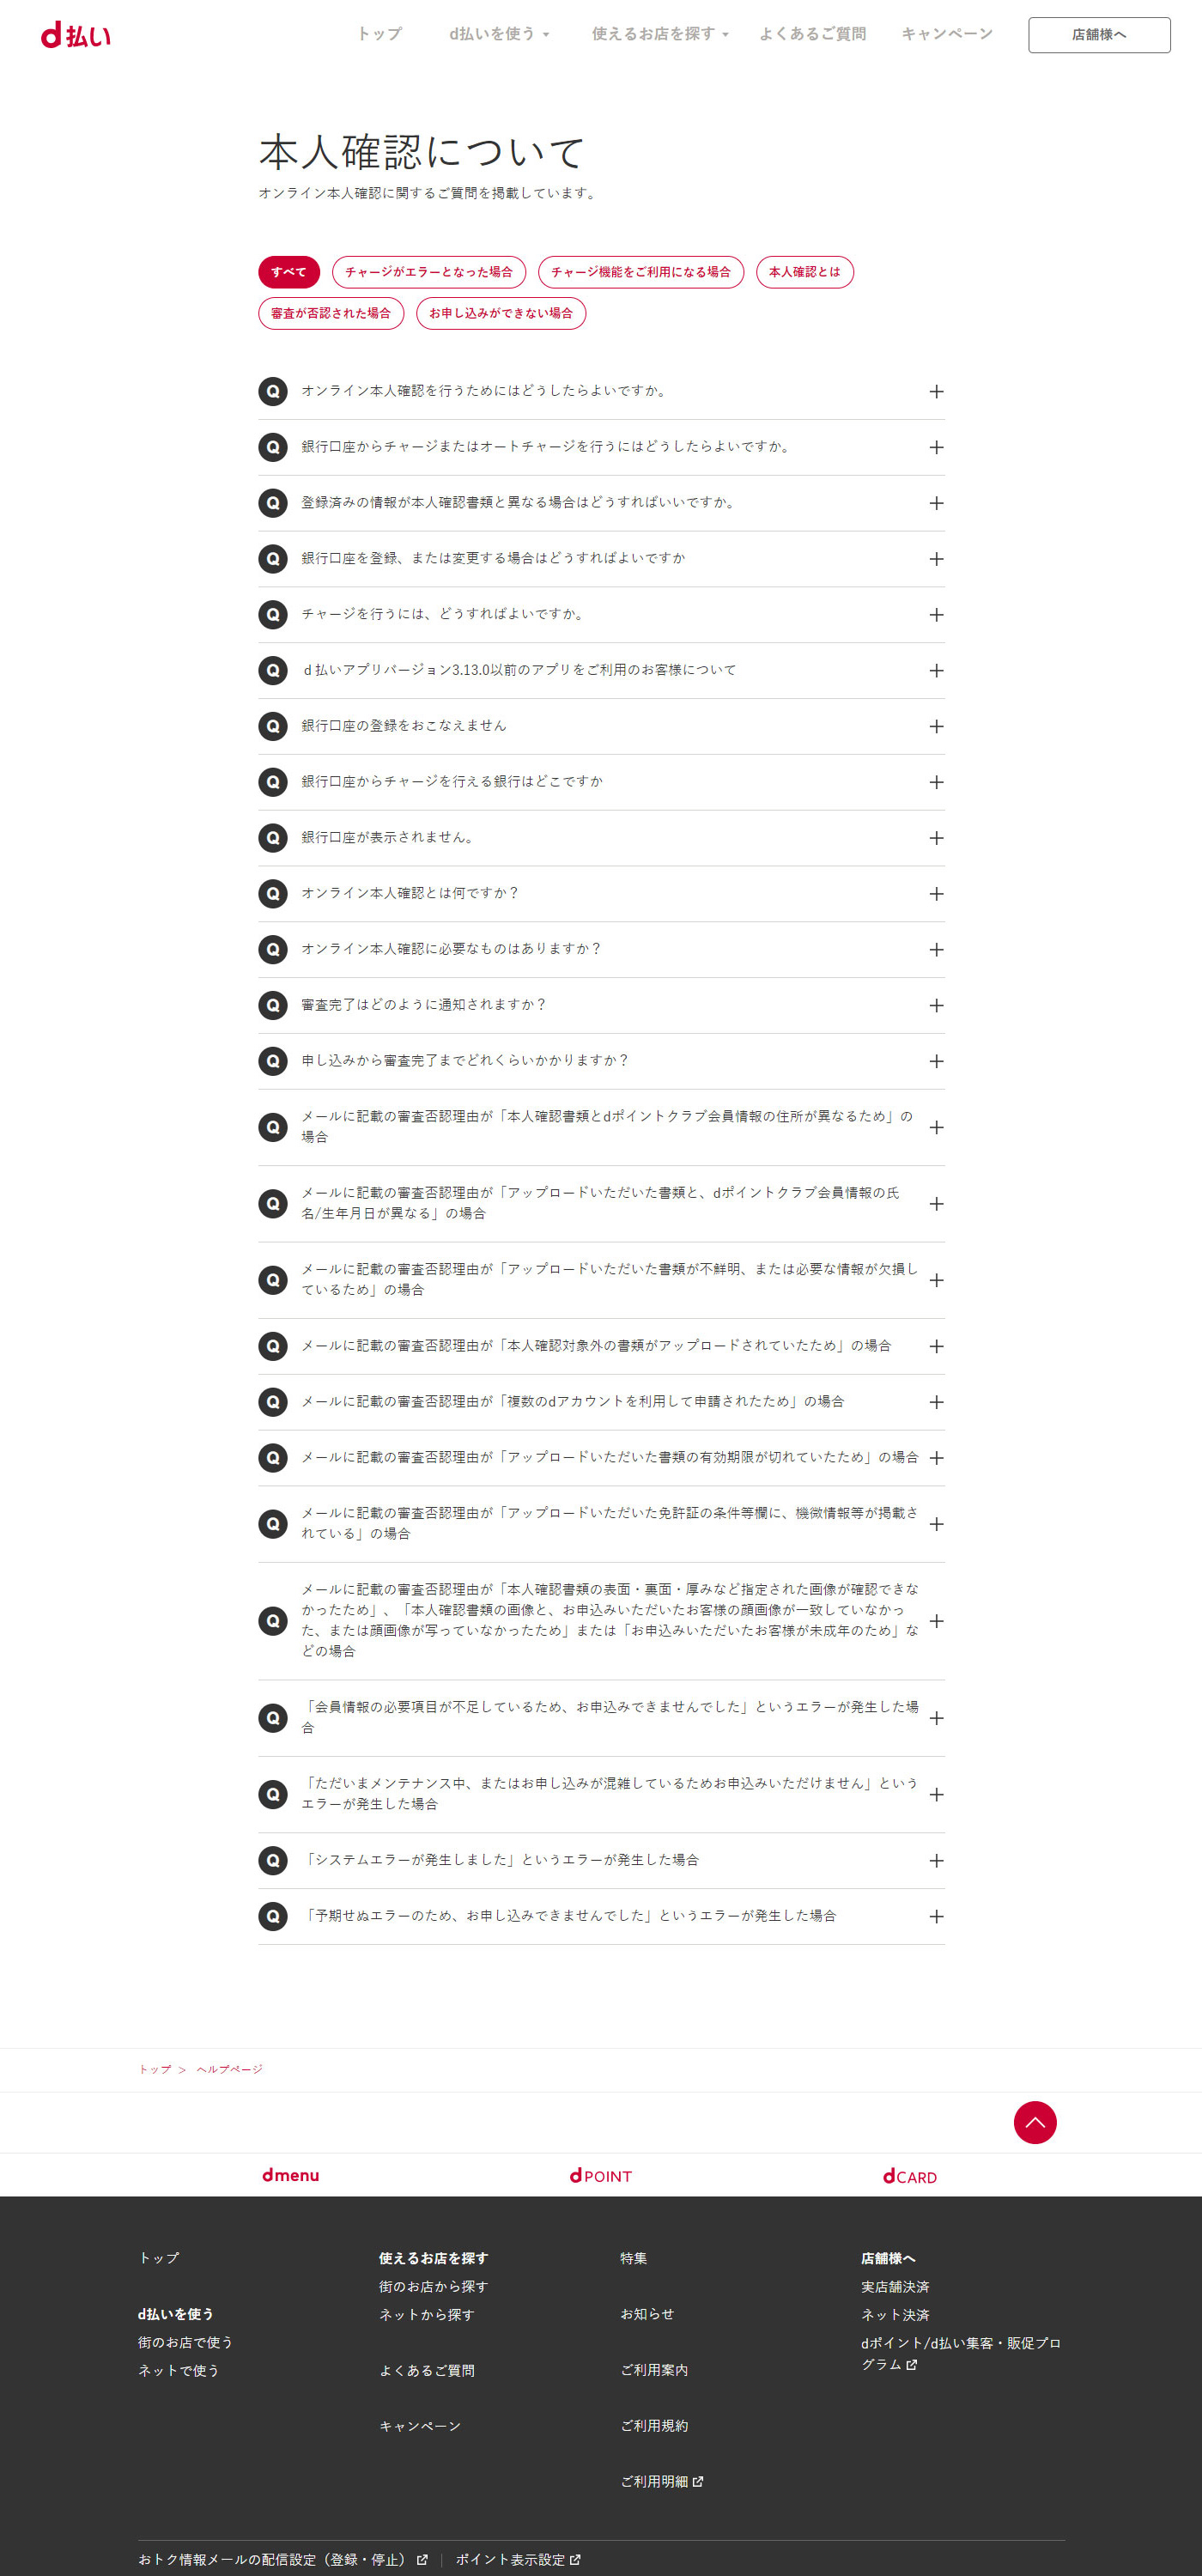 d払い
トップ
d払いを使う
使えるお店を探す
よくあるご質問
キャンペーン
店舗様へ
本人確認について
オンライン本人確認に関するご質問を掲載しています。
すべて
チャージがエラーとなった場合
チャージ機能をご利用になる場合
本人確認とは
審査が否認された場合
お申し込みができない場合
Q オンライン本人確認を行うためにはどうしたらよいですか。
Q 銀行口座からチャージまたはオートチャージを行うにはどうしたらよいですか。
Q 登録済みの情報が本人確認書類と異なる場合はどうすればいいですか。
Q 銀行口座を登録、または変更する場合はどうすればよいですか
Q チャージを行うには、どうすればよいですか。
Q ｄ払いアプリバージョン3.13.0以前のアプリをご利用のお客様について
Q 銀行口座の登録をおこなえません
Q 銀行口座からチャージを行える銀行はどこですか
Q 銀行口座が表示されません。
Q オンライン本人確認とは何ですか？
Q オンライン本人確認に必要なものはありますか？
Q 審査完了はどのように通知されますか？
Q 申し込みから審査完了までどれくらいかかりますか？
Q メールに記載の審査否認理由が「本人確認書類とdポイントクラブ会員情報の住所が異なるため」の
場合
Q メールに記載の審査否認理由が「アップロードいただいた書類と、dポイントクラブ会員情報の氏
名/生年月日が異なる」の場合
Q メールに記載の審査否認理由が「アップロードいただいた書類が不鮮明、または必要な情報が欠損し
ているため」の場合
Q メールに記載の審査否認理由が「本人確認対象外の書類がアップロードされていたため」の場合
Q メールに記載の審査否認理由が「複数のdアカウントを利用して申請されたため」の場合
Q メールに記載の審査否認理由が「アップロードいただいた書類の有効期限が切れていたため」の場合
Q メールに記載の審査否認理由が「アップロードいただいた免許証の条件等欄に、機微情報等が掲載さ
れている」の場合
Q メールに記載の審査否認理由が「本人確認書類の表面・裏面・厚みなど指定された画像が確認できな
かったため」、「本人確認書類の画像と、お申込みいただいたお客様の顔画像が一致していなかっ
た、または顔画像が写っていなかったため」または「お申込みいただいたお客様が未成年のため」な
どの場合
Q 「会員情報の必要項目が不足しているため、お申込みできませんでした」というエラーが発生した場
合
Q 「ただいまメンテナンス中、またはお申し込みが混雑しているためお申込みいただけません」という
エラーが発生した場合
Q 「システムエラーが発生しました」というエラーが発生した場合
Q 「予期せぬエラーのため、お申し込みできませんでした」というエラーが発生した場合
トップ > ヘルプページ
dmenu
d POINT
d CARD
トップ
d払いを使う
街のお店で使う
ネットで使う
使えるお店を探す
街のお店から探す
ネットから探す
よくあるご質問
キャンペーン
特集
お知らせ
ご利用案内
ご利用規約
ご利用明細
店舗様へ
実店舗決済
ネット決済
dポイント/d払い集客・販促プロ
グラム
おトク情報メールの配信設定（登録・停止）
ポイント表示設定